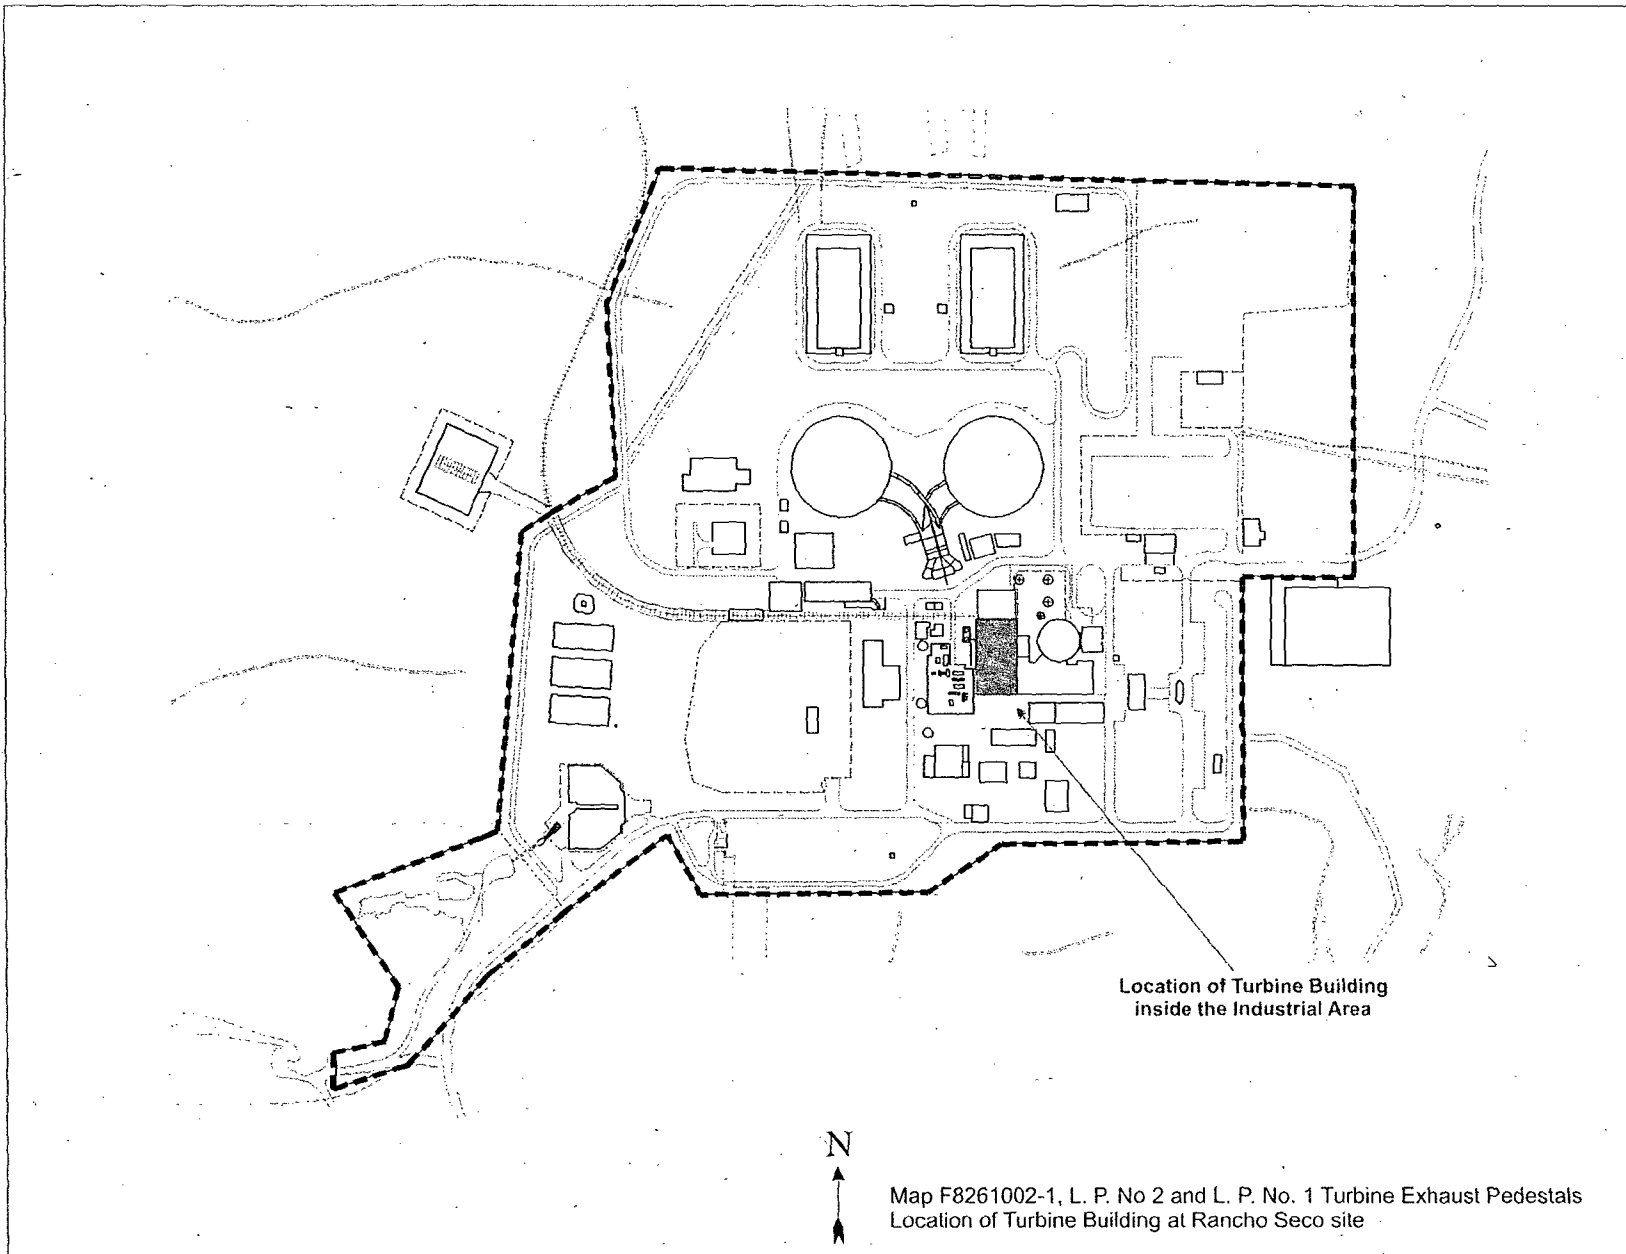 Location of Turbine Building
inside the Industrial Area
N
Map F8261002-1, L. P. No 2 and L. P. No. 1 Turbine Exhaust Pedestals
Location of Turbine Building at Rancho Seco site